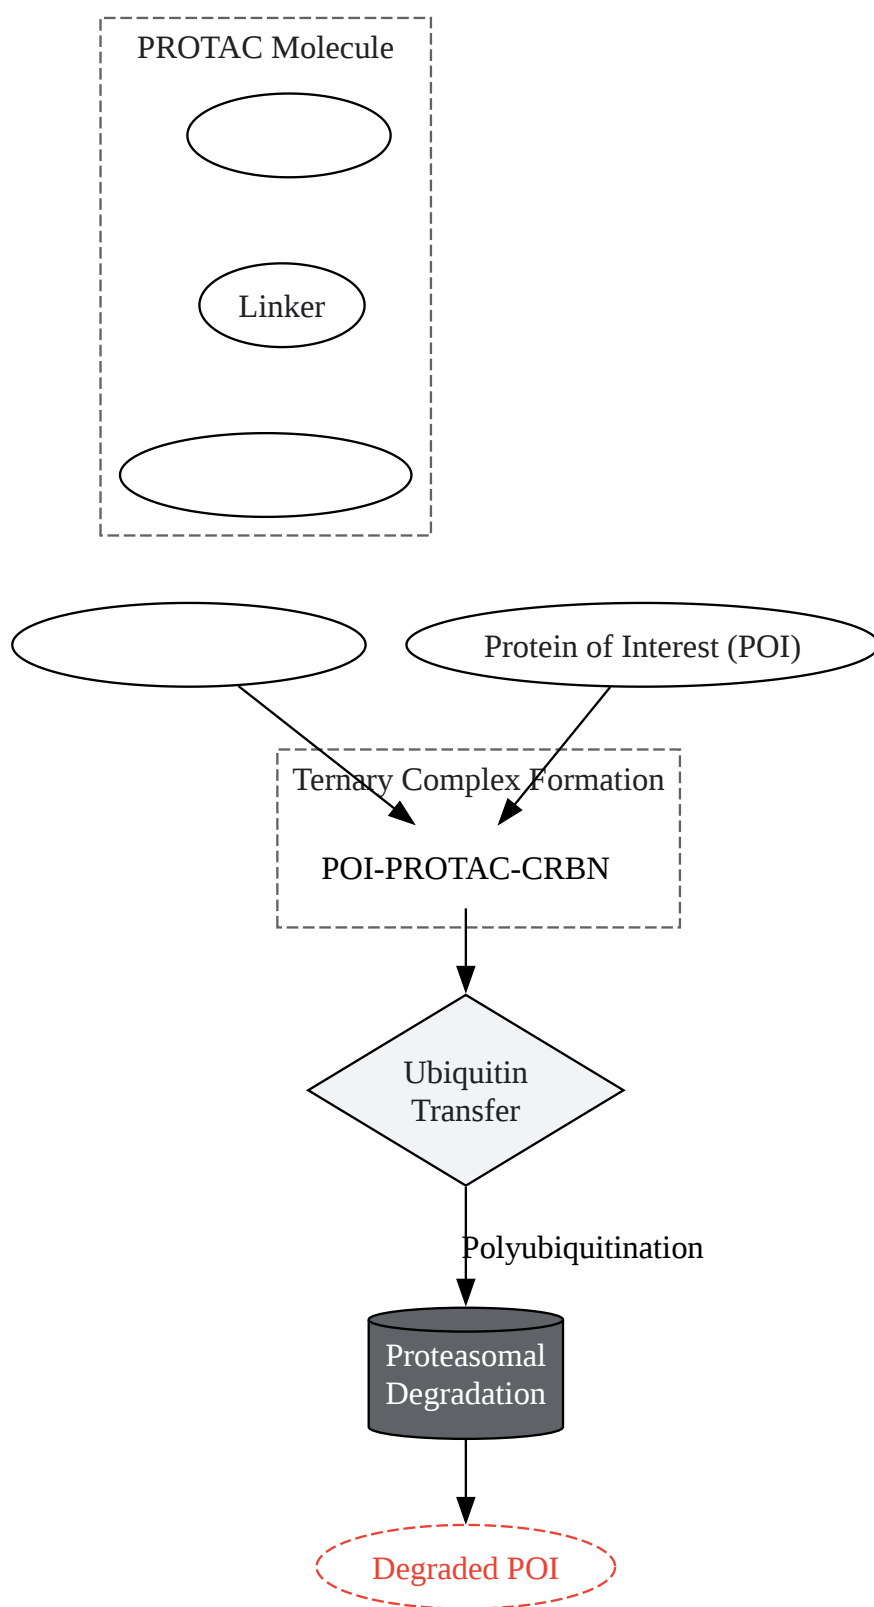 PROTAC Molecule
Linker
Protein of Interest (POI)
Ternary Complex Formation
POI-PROTAC-CRBN
Ubiquitin
Transfer
Polyubiquitination
Proteasomal
Degradation
Degraded POI